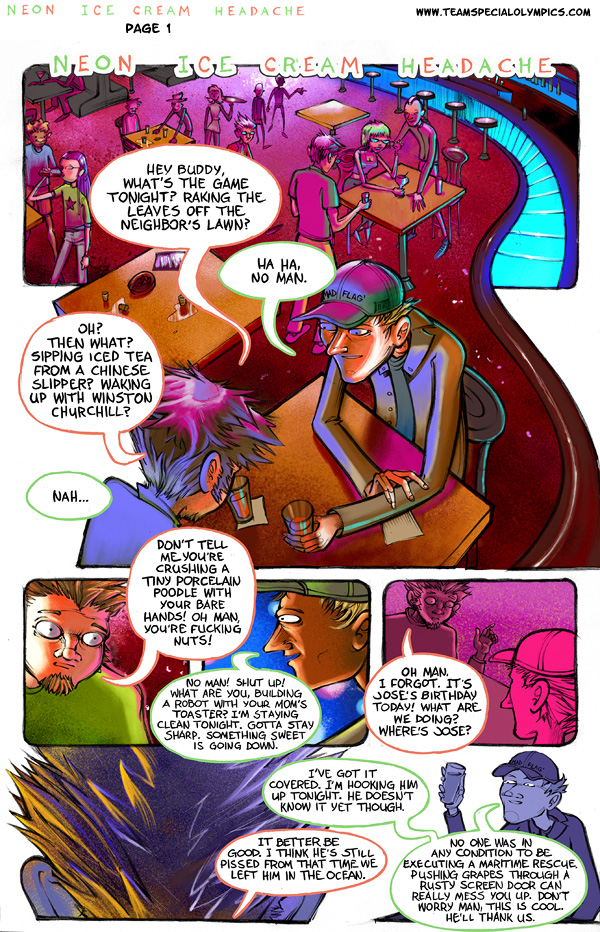 NEON ICE CREAM HEADACHE
WWW.TEAMSPECIALOLYMPICS.COM
PAGE 1
NEON ICE CREAM HEADACHE
HEY BUDDY,
WHAT'S THE GAME
TONIGHT? RAKING THE
LEAVES OFF THE
NEIGHBOR'S LAWN?
HA HA,
NO MAN.
MAD FLAG'
OH?
THEN WHAT?
SIPPING ICED TEA
FROM A CHINESE
SLIPPER? WAKING
UP WITH WINSTON
CHURCHILL?
NAH...
DON'T TELL
ME YOU'RE
CRUSHING A
TINY PORCELAIN
POODLE WITH
YOUR BARE
HANDS! OH MAN,
YOU'RE FUCKING
NUTS!
NO MAN! SHUT UP!
WHAT ARE YOU, BUILDING
A ROBOT WITH YOUR MOM'S
TOASTER? I'M STAYING
CLEAN TONIGHT. GOTTA STAY
SHARP. SOMETHING SWEET
IS GOING DOWN.
OH MAN.
I FORGOT. IT'S
JOSE'S BIRTHDAY
TODAY! WHAT ARE
WE DOING?
WHERE'S JOSE?
I'VE GOT IT
COVERED. I'M HOOKING HIM
UP TONIGHT. HE DOESN'T
KNOW IT YET THOUGH.
MAD FLAG'
IT BETTER BE
GOOD. I THINK HE'S STILL
PISSED FROM THAT TIME WE
LEFT HIM IN THE OCEAN.
NO ONE WAS IN
ANY CONDITION TO BE
EXECUTING A MARITIME RESCUE.
PUSHING GRAPES THROUGH A
RUSTY SCREEN DOOR CAN
REALLY MESS YOU UP. DON'T
WORRY MAN; THIS IS COOL.
HE'LL THANK US.